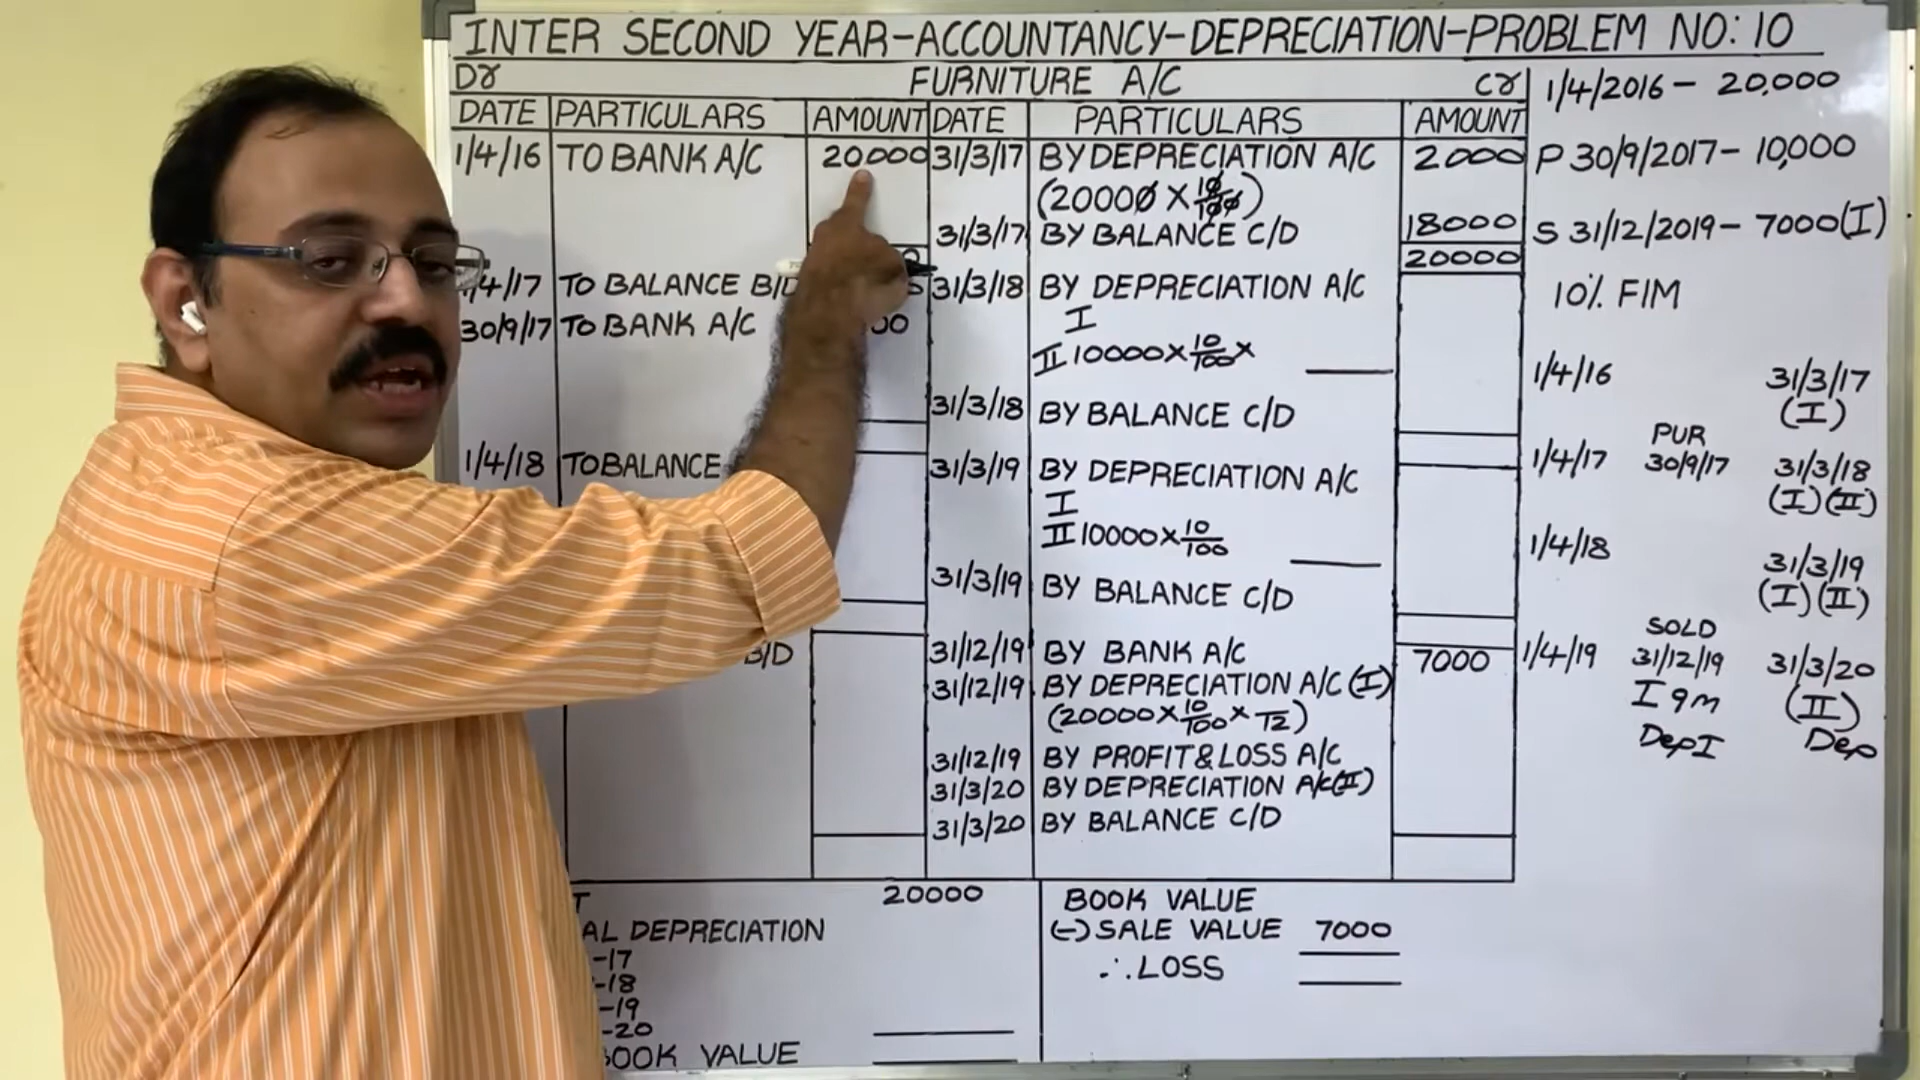 INTER SECOND YEAR-ACCOUNTANCY-DEPRECIATION-PROBLEM NO: 10
Dr FURNITURE A/C Cr
DATE PARTICULARS AMOUNT DATE PARTICULARS AMOUNT
1/4/16 TO BANK A/C 20000 31/3/17 BY DEPRECIATION A/C 2000
(20000 X 10/100)
31/3/17 BY BALANCE C/D 18000
20000
4/17 TO BALANCE B/D 31/3/18 BY DEPRECIATION A/C
30/9/17 TO BANK A/C I
II 10000 X 10/100 X
31/3/18 BY BALANCE C/D
1/4/18 TO BALANCE 31/3/19 BY DEPRECIATION A/C
I
II 10000 X 10/100
31/3/19 BY BALANCE C/D
B/D 31/12/19 BY BANK A/C 7000
31/12/19 BY DEPRECIATION A/C (I)
(20000 X 10/100 X /12)
31/12/19 BY PROFIT & LOSS A/C
31/3/20 BY DEPRECIATION A/C (II)
31/3/20 BY BALANCE C/D
1/4/2016 - 20,000
P 30/9/2017 - 10,000
S 31/12/2019 - 7000 (I)
10% FIM
1/4/16 31/3/17
(I)
PUR
1/4/17 30/9/17 31/3/18
(I) (II)
1/4/18 31/3/19
(I) (II)
SOLD
1/4/19 31/12/19 31/3/20
I 9m (II)
Dep I Dep
T 20000
AL DEPRECIATION
-17
-18
-19
-20
BOOK VALUE
BOOK VALUE
(-) SALE VALUE 7000
∴ LOSS